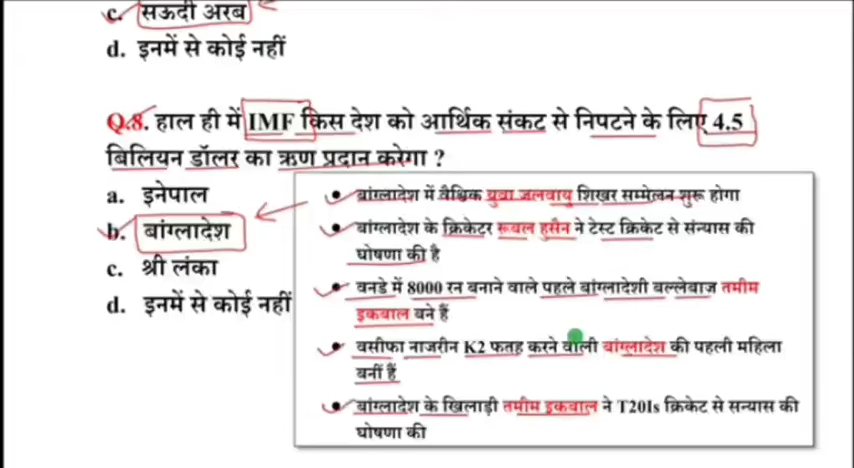 c. सऊदी अरब
d. इनमें से कोई नहीं
Q.8. हाल ही में IMF किस देश को आर्थिक संकट से निपटने के लिए 4.5
बिलियन डॉलर का ऋण प्रदान करेगा ?
a. इनेपाल
b. बांग्लादेश
c. श्री लंका
d. इनमें से कोई नहीं
● बांग्लादेश में वैश्विक युवा जलवायु शिखर सम्मेलन शुरू होगा
● बांग्लादेश के क्रिकेटर रूबल हुसैन ने टेस्ट क्रिकेट से संन्यास की
घोषणा की है
● वनडे में 8000 रन बनाने वाले पहले बांग्लादेशी बल्लेबाज तमीम
इकबाल बने हैं
● वसीफा नाजरीन K2 फतह करने वाली बांग्लादेश की पहली महिला
बनीं हैं
● बांग्लादेश के खिलाड़ी तमीम इकबाल ने T20Is क्रिकेट से सन्यास की
घोषणा की